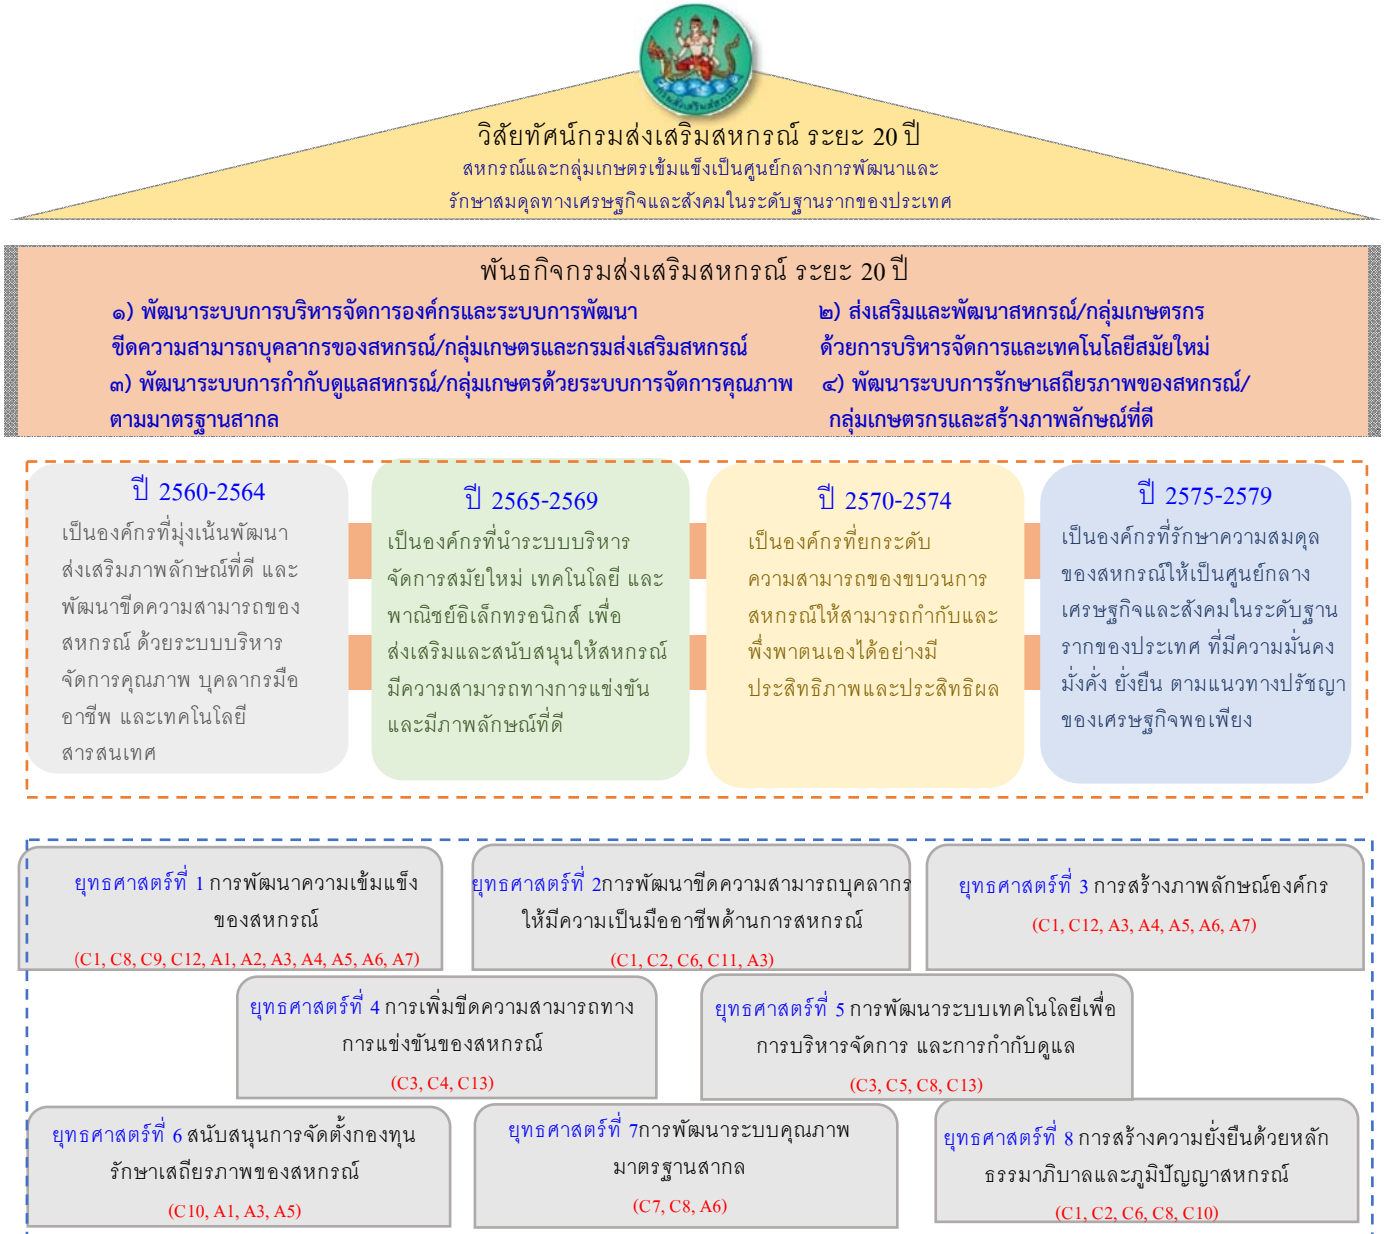 กรมส่งเสริมสหกรณ์
วิสัยทัศน์กรมส่งเสริมสหกรณ์ ระยะ 20 ปี
สหกรณ์และกลุ่มเกษตรเข้มแข็งเป็นศูนย์กลางการพัฒนาและ
รักษาสมดุลทางเศรษฐกิจและสังคมในระดับฐานรากของประเทศ
พันธกิจกรมส่งเสริมสหกรณ์ ระยะ 20 ปี
๑) พัฒนาระบบการบริหารจัดการองค์กรและระบบการพัฒนา
ขีดความสามารถบุคลากรของสหกรณ์/กลุ่มเกษตรและกรมส่งเสริมสหกรณ์
๒) ส่งเสริมและพัฒนาสหกรณ์/กลุ่มเกษตรกร
ด้วยการบริหารจัดการและเทคโนโลยีสมัยใหม่
๓) พัฒนาระบบการกำกับดูแลสหกรณ์/กลุ่มเกษตรด้วยระบบการจัดการคุณภาพ
ตามมาตรฐานสากล
๔) พัฒนาระบบการรักษาเสถียรภาพของสหกรณ์/
กลุ่มเกษตรกรและสร้างภาพลักษณ์ที่ดี
ปี 2560-2564
เป็นองค์กรที่มุ่งเน้นพัฒนา
ส่งเสริมภาพลักษณ์ที่ดี และ
พัฒนาขีดความสามารถของ
สหกรณ์ ด้วยระบบบริหาร
จัดการคุณภาพ บุคลากรมือ
อาชีพ และเทคโนโลยี
สารสนเทศ
ปี 2565-2569
เป็นองค์กรที่นำระบบบริหาร
จัดการสมัยใหม่ เทคโนโลยี และ
พาณิชย์อิเล็กทรอนิกส์ เพื่อ
ส่งเสริมและสนับสนุนให้สหกรณ์
มีความสามารถทางการแข่งขัน
และมีภาพลักษณ์ที่ดี
ปี 2570-2574
เป็นองค์กรที่ยกระดับ
ความสามารถของขบวนการ
สหกรณ์ให้สามารถกำกับและ
พึ่งพาตนเองได้อย่างมี
ประสิทธิภาพและประสิทธิผล
ปี 2575-2579
เป็นองค์กรที่รักษาความสมดุล
ของสหกรณ์ให้เป็นศูนย์กลาง
เศรษฐกิจและสังคมในระดับฐาน
รากของประเทศ ที่มีความมั่นคง
มั่งคั่ง ยั่งยืน ตามแนวทางปรัชญา
ของเศรษฐกิจพอเพียง
ยุทธศาสตร์ที่ 1 การพัฒนาความเข้มแข็ง
ของสหกรณ์
(C1, C8, C9, C12, A1, A2, A3, A4, A5, A6, A7)
ยุทธศาสตร์ที่ 2การพัฒนาขีดความสามารถบุคลากร
ให้มีความเป็นมืออาชีพด้านการสหกรณ์
(C1, C2, C6, C11, A3)
ยุทธศาสตร์ที่ 3 การสร้างภาพลักษณ์องค์กร
(C1, C12, A3, A4, A5, A6, A7)
ยุทธศาสตร์ที่ 4 การเพิ่มขีดความสามารถทาง
การแข่งขันของสหกรณ์
(C3, C4, C13)
ยุทธศาสตร์ที่ 5 การพัฒนาระบบเทคโนโลยีเพื่อ
การบริหารจัดการ และการกำกับดูแล
(C3, C5, C8, C13)
ยุทธศาสตร์ที่ 6 สนับสนุนการจัดตั้งกองทุน
รักษาเสถียรภาพของสหกรณ์
(C10, A1, A3, A5)
ยุทธศาสตร์ที่ 7การพัฒนาระบบคุณภาพ
มาตรฐานสากล
(C7, C8, A6)
ยุทธศาสตร์ที่ 8 การสร้างความยั่งยืนด้วยหลัก
ธรรมาภิบาลและภูมิปัญญาสหกรณ์
(C1, C2, C6, C8, C10)